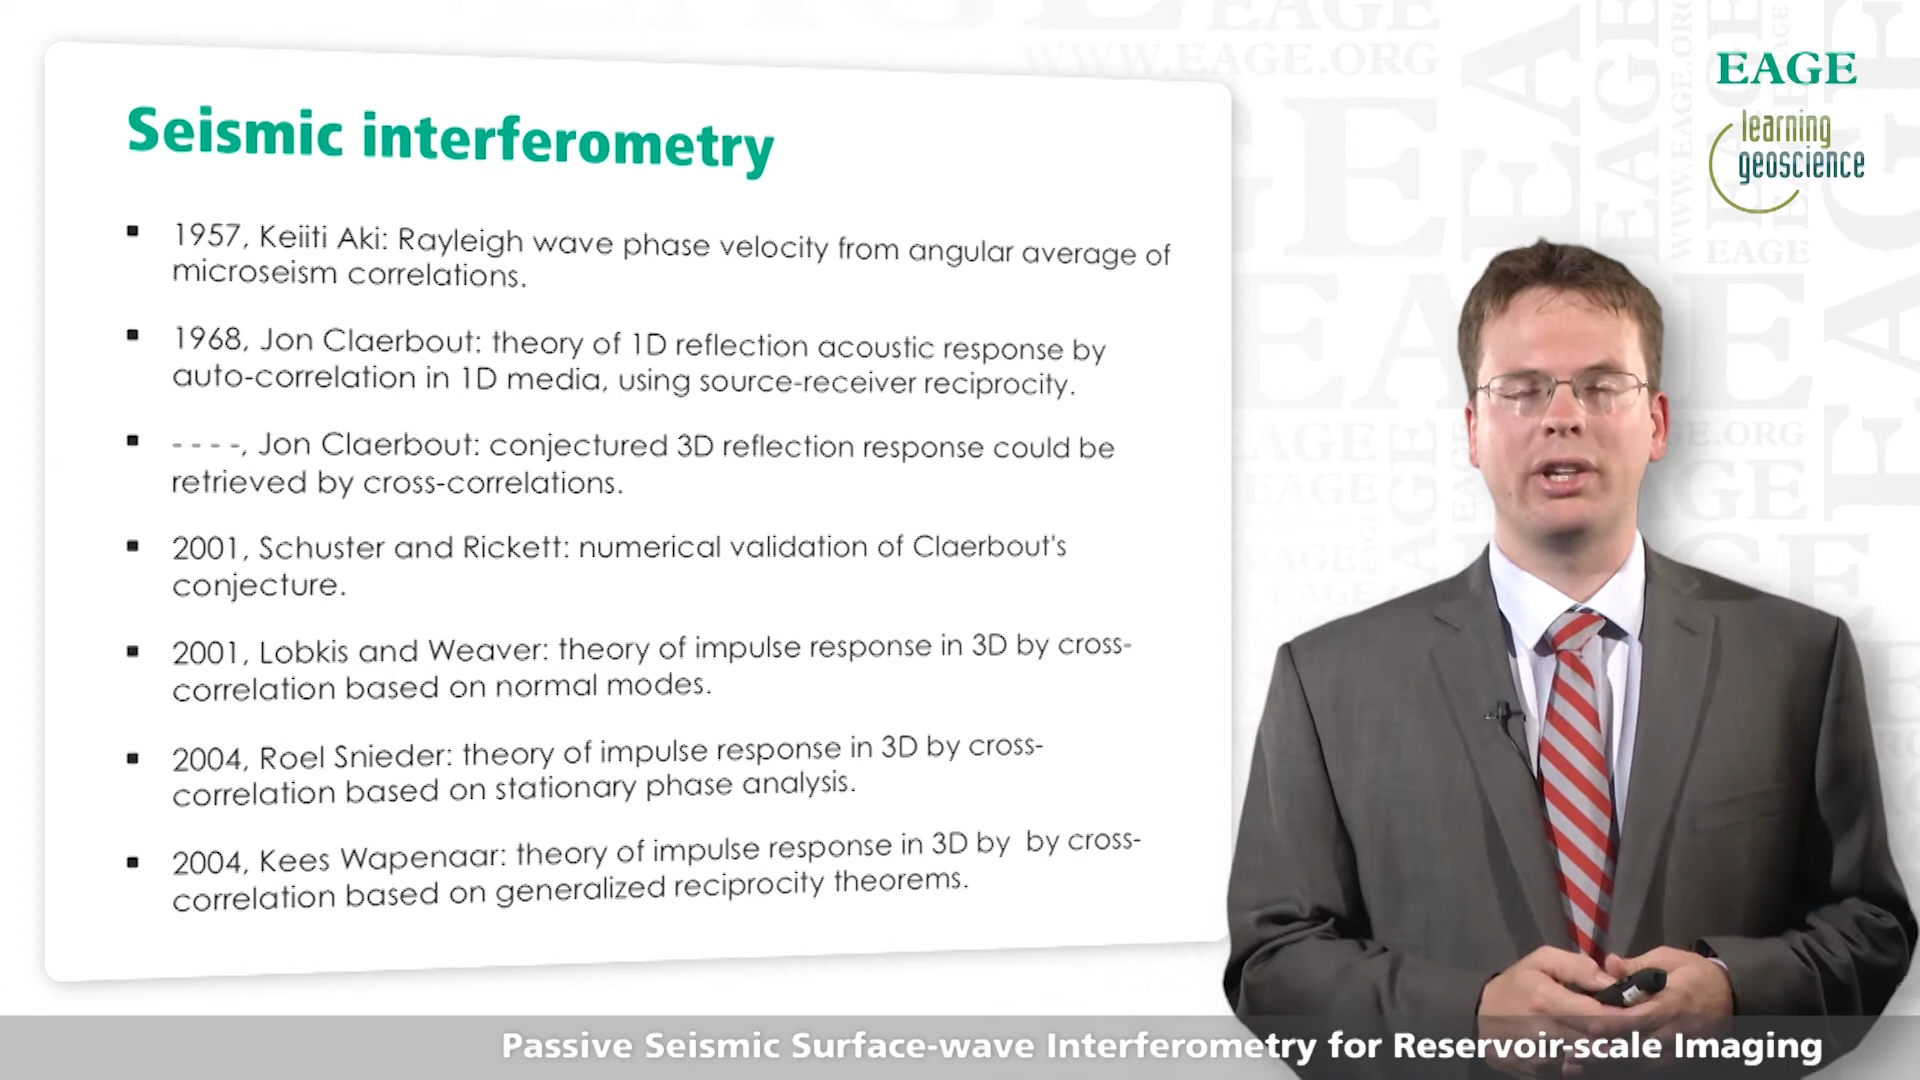 EAGE
WWW.EAGE.ORG
EAGE
learning
geoscience
Seismic interferometry
▪ 1957, Keiiti Aki: Rayleigh wave phase velocity from angular average of
microseism correlations.
▪ 1968, Jon Claerbout: theory of 1D reflection acoustic response by
auto-correlation in 1D media, using source-receiver reciprocity.
▪ - - - -, Jon Claerbout: conjectured 3D reflection response could be
retrieved by cross-correlations.
▪ 2001, Schuster and Rickett: numerical validation of Claerbout's
conjecture.
▪ 2001, Lobkis and Weaver: theory of impulse response in 3D by cross-
correlation based on normal modes.
▪ 2004, Roel Snieder: theory of impulse response in 3D by cross-
correlation based on stationary phase analysis.
▪ 2004, Kees Wapenaar: theory of impulse response in 3D by  by cross-
correlation based on generalized reciprocity theorems.
Passive Seismic Surface-wave Interferometry for Reservoir-scale Imaging